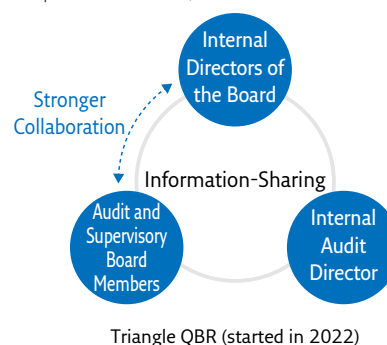 Internal
Directors of
the Board
Stronger
Collaboration
Information-Sharing
Audit and
Supervisory
Board
Members
Internal
Audit
Director
Triangle QBR (started in 2022)